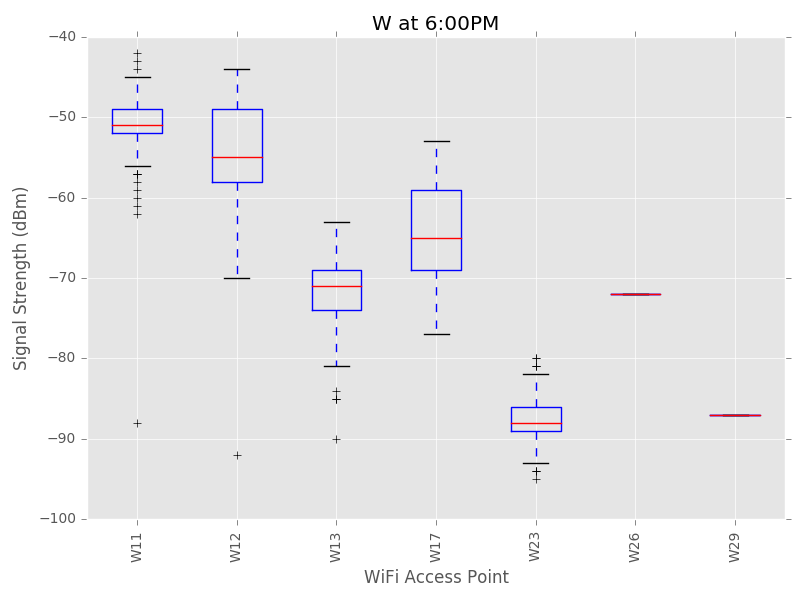 W at 6:00PM
−40
−50
−60
−70
−80
−90
−100
Signal Strength (dBm)
W11
W12
W13
W17
W23
W26
W29
WiFi Access Point